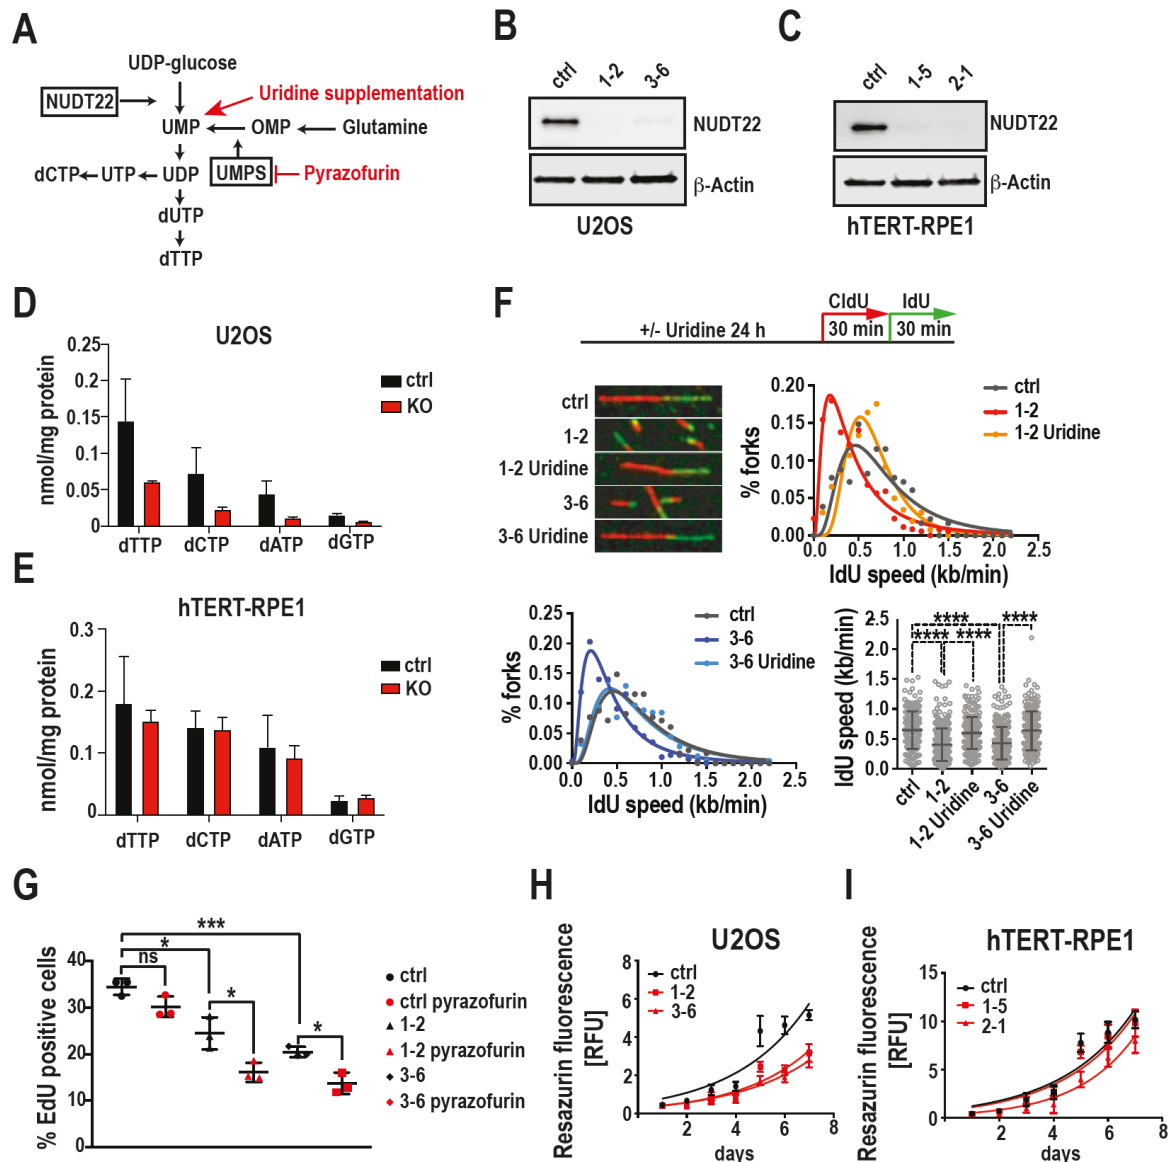 A
UDP-glucose
NUDT22
Uridine supplementation
UMP
OMP
Glutamine
dCTP
UTP
UDP
UMPS
Pyrazofurin
dUTP
dTTP
B
ctrl
1-2
3-6
NUDT22
β-Actin
U2OS
C
ctrl
1-5
2-1
NUDT22
β-Actin
hTERT-RPE1
D
U2OS
nmol/mg protein
0.25
0.2
0.15
0.1
0.05
0
dTTP dCTP dATP dGTP
ctrl
KO
E
hTERT-RPE1
nmol/mg protein
0.3
0.2
0.1
0
dTTP dCTP dATP dGTP
ctrl
KO
F
+/- Uridine 24 h
CldU
30 min
IdU
30 min
ctrl
1-2
1-2 Uridine
3-6
3-6 Uridine
% forks
0.20
0.15
0.10
0.05
0.00
0.0 0.5 1.0 1.5 2.0 2.5
IdU speed (kb/min)
ctrl
1-2
1-2 Uridine
% forks
0.25
0.20
0.15
0.10
0.05
0.00
0.0 0.5 1.0 1.5 2.0 2.5
IdU speed (kb/min)
ctrl
3-6
3-6 Uridine
IdU speed (kb/min)
2.5
2.0
1.5
1.0
0.5
0.0
**** ****
**** ****
ctrl
1-2
1-2 Uridine
3-6
3-6 Uridine
G
% EdU positive cells
40
30
20
10
0
***
*
ns
*
*
ctrl
ctrl pyrazofurin
1-2
1-2 pyrazofurin
3-6
3-6 pyrazofurin
H
U2OS
Resazurin fluorescence
[RFU]
8
6
4
2
0
2 4 6 8
days
ctrl
1-2
3-6
I
hTERT-RPE1
Resazurin fluorescence
[RFU]
15
10
5
0
2 4 6 8
days
ctrl
1-5
2-1